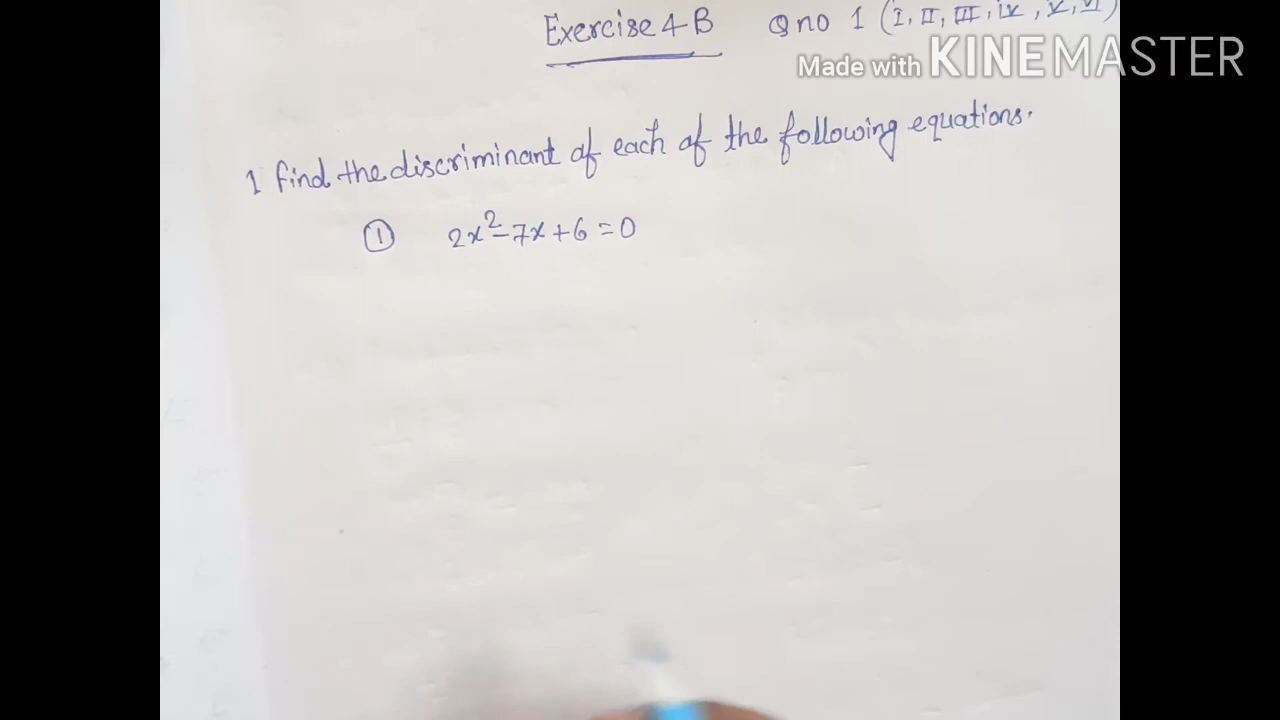 Exercise 4-B Q no 1 (I, II, III, IV, V, VI)
Made with KINEMASTER
1 find the discriminant of each of the following equations.
① 2x²-7x+6=0